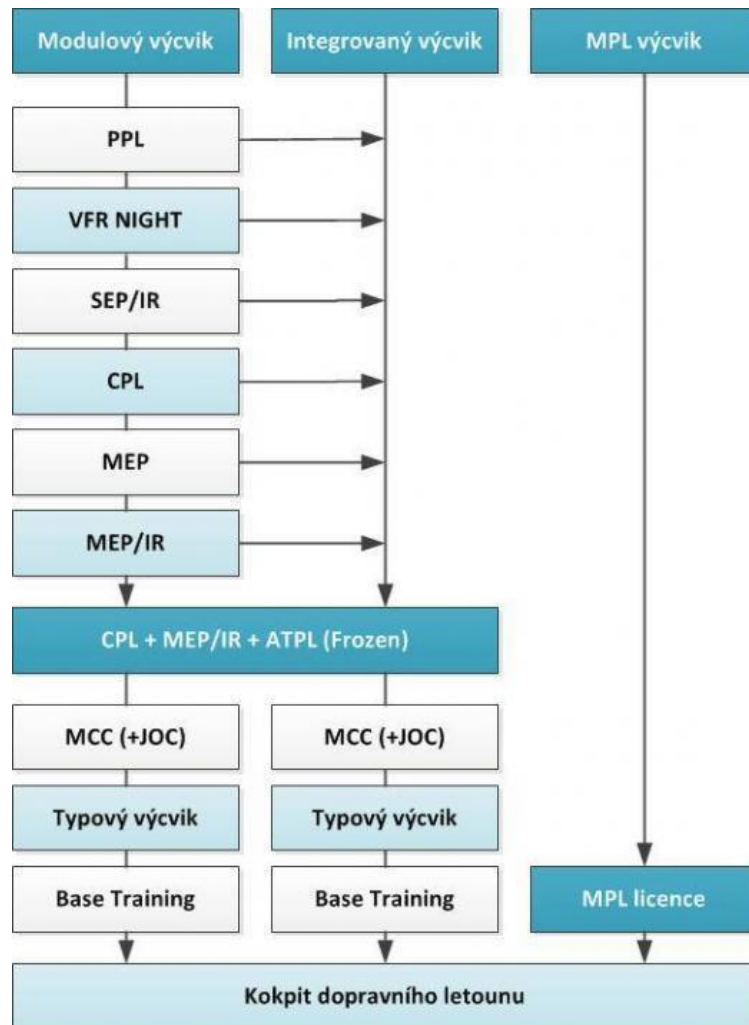 Modulový výcvik
Integrovaný výcvik
MPL výcvik
PPL
VFR NIGHT
SEP/IR
CPL
MEP
MEP/IR
CPL + MEP/IR + ATPL (Frozen)
MCC (+JOC)
MCC (+JOC)
Typový výcvik
Typový výcvik
Base Training
Base Training
MPL licence
Kokpit dopravního letounu